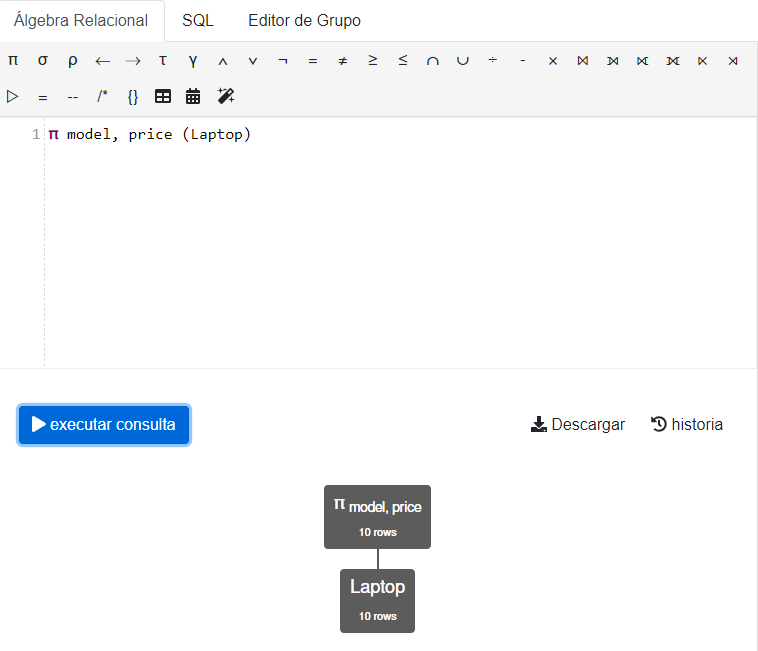 Álgebra Relacional SQL Editor de Grupo
π σ ρ ← → τ γ ∧ ∨ ¬ = ≠ ≥ ≤ ∩ ∪ ÷ - × ⨝ ⟕ ⟖ ⟗ ⋉ ⋊
▷ = -- /* {}
1 π model, price (Laptop)
executar consulta Descargar historia
π model, price
10 rows
Laptop
10 rows